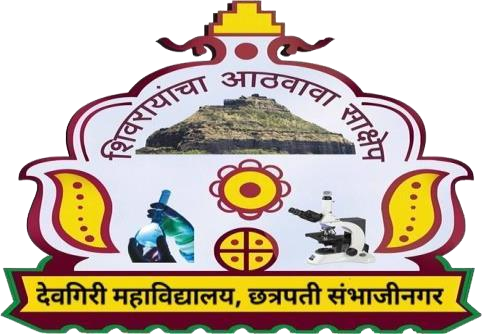 शिवरायांचा आठवावा साक्षेप
देवगिरी महाविद्यालय, छत्रपती संभाजीनगर